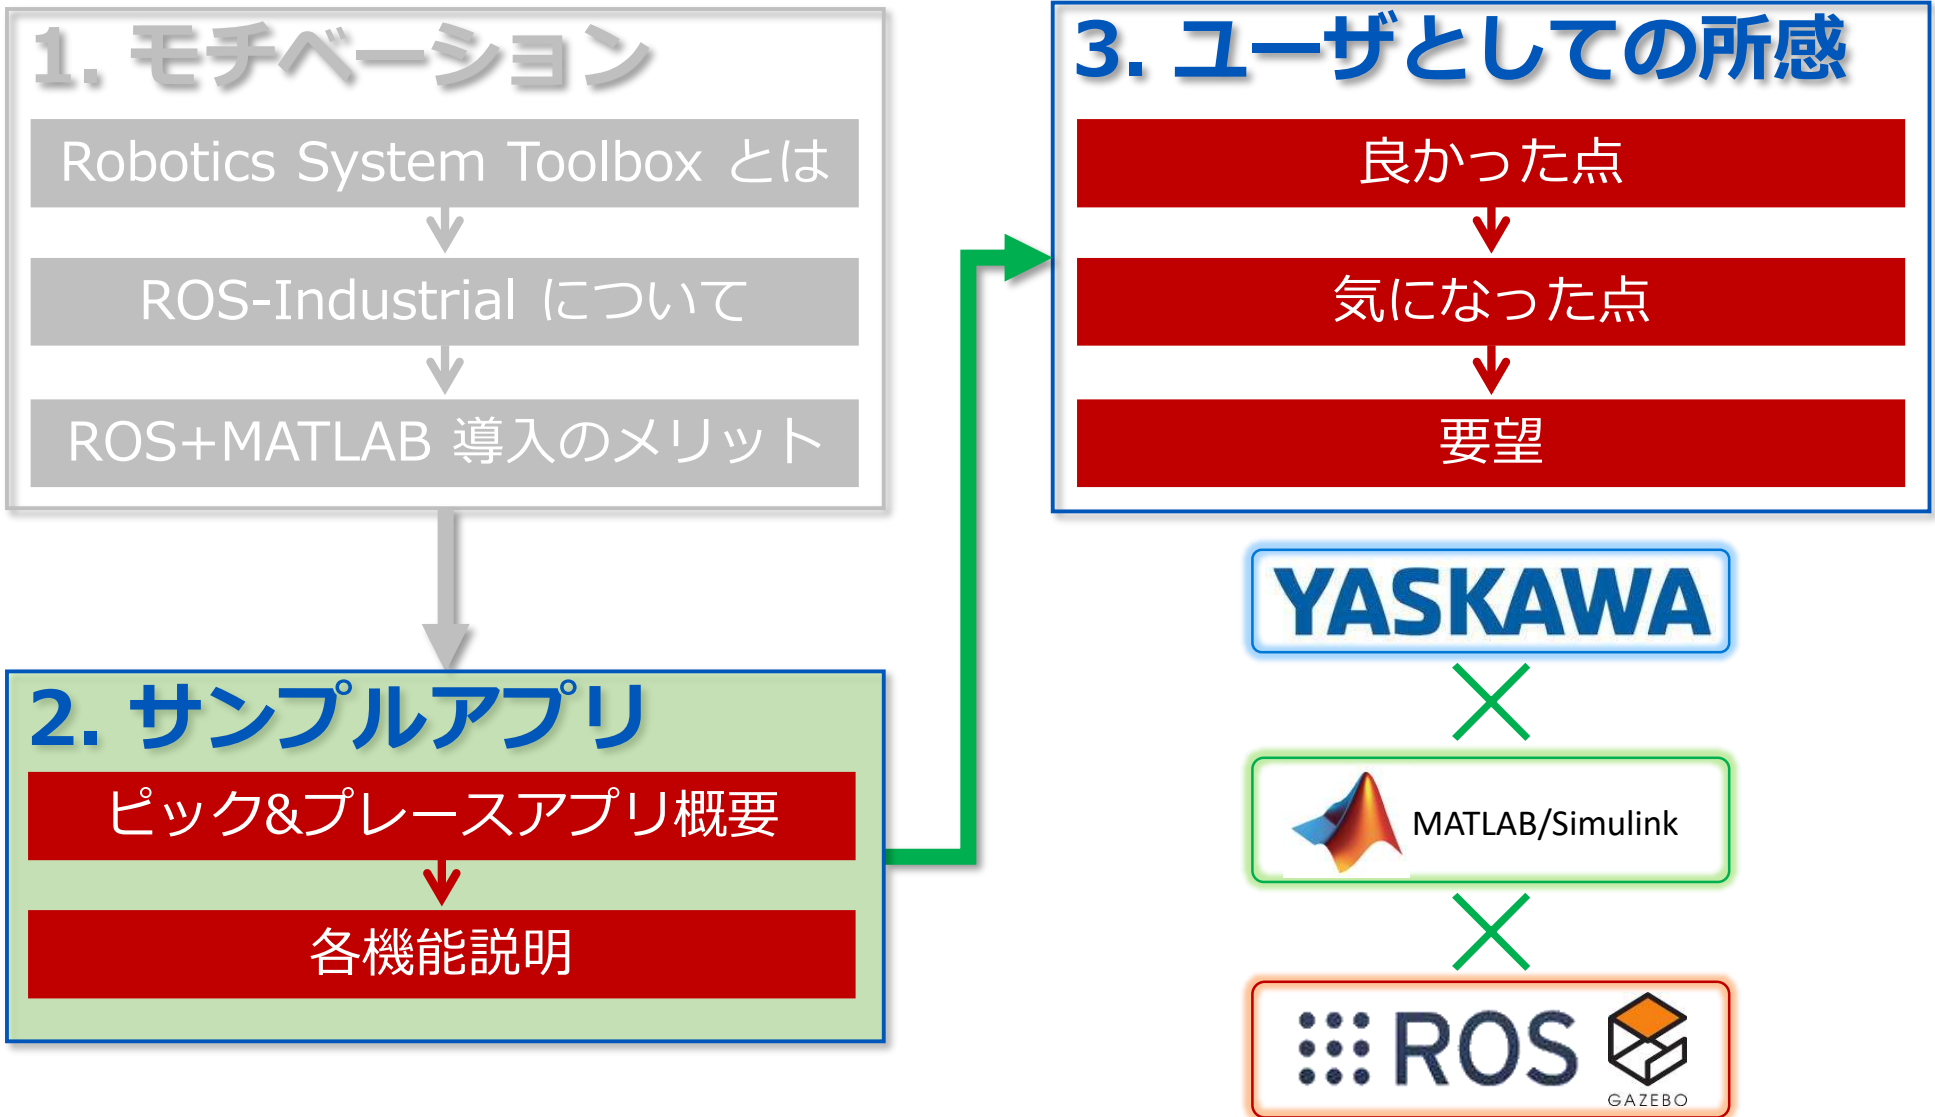 1. モチベーション
Robotics System Toolbox とは
ROS-Industrial について
ROS+MATLAB 導入のメリット
2. サンプルアプリ
ピック&プレースアプリ概要
各機能説明
3. ユーザとしての所感
良かった点
気になった点
要望
YASKAWA
MATLAB/Simulink
ROS
GAZEBO